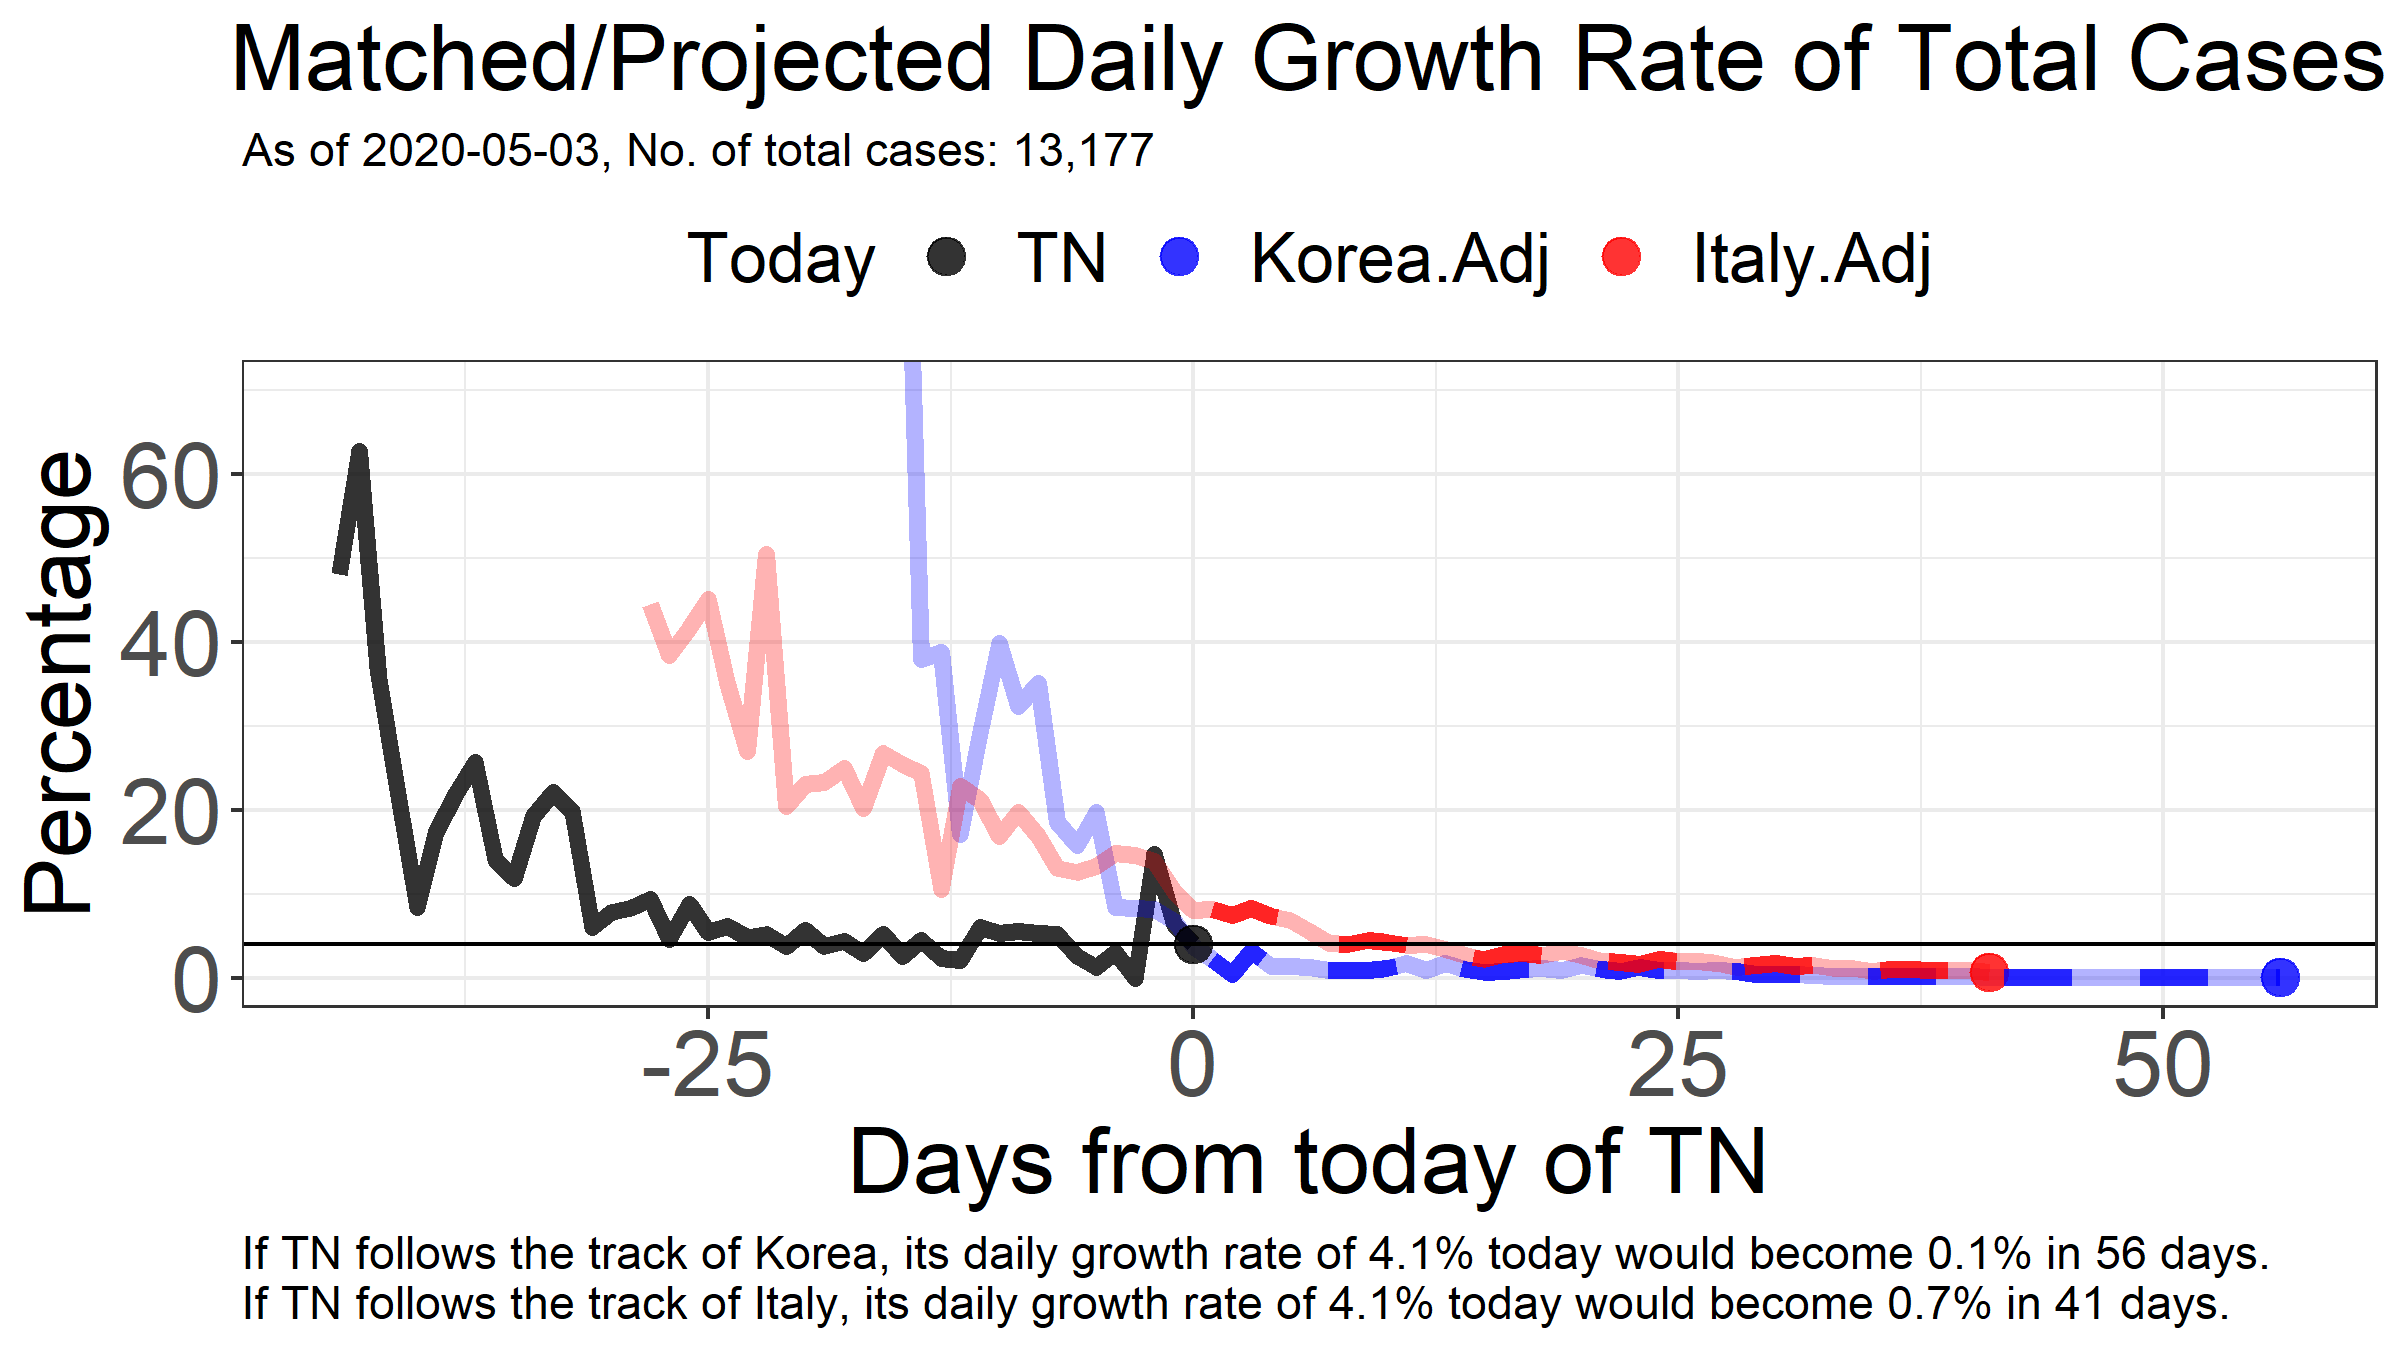 Matched/Projected Daily Growth Rate of Total Cases
As of 2020-05-03, No. of total cases: 13,177
Today TN Korea.Adj Italy.Adj
Percentage
60
40
20
0
-25 0 25 50
Days from today of TN
If TN follows the track of Korea, its daily growth rate of 4.1% today would become 0.1% in 56 days.
If TN follows the track of Italy, its daily growth rate of 4.1% today would become 0.7% in 41 days.